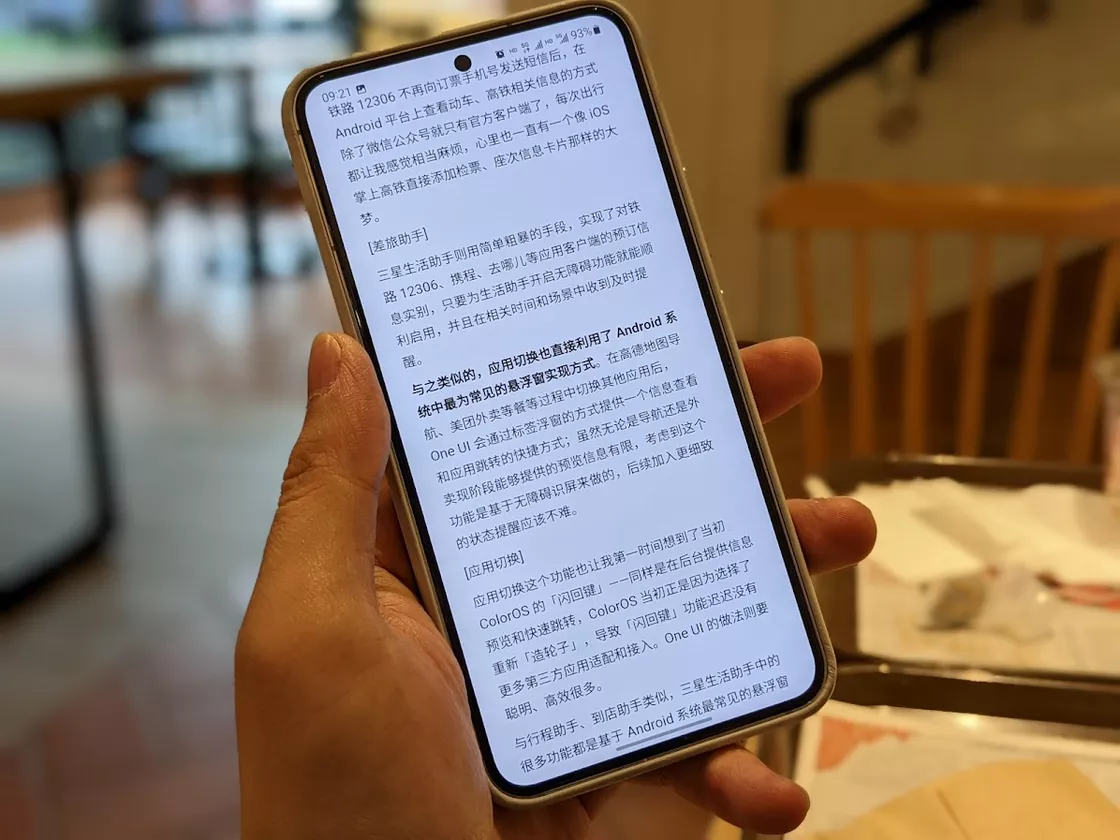 09:21 HD 5G HD 5G 93%
铁路 12306 不再向订票手机号发送短信后，在
Android 平台上查看动车、高铁相关信息的方式
除了微信公众号就只有官方客户端了，每次出行
都让我感觉相当麻烦，心里也一直有一个像 iOS
掌上高铁直接添加检票、座次信息卡片那样的大
梦。
[差旅助手]
三星生活助手则用简单粗暴的手段，实现了对铁
路 12306、携程、去哪儿等应用客户端的预订信
息实别，只要为生活助手开启无障碍功能就能顺
利启用，并且在相关时间和场景中收到及时提
醒。
与之类似的，应用切换也直接利用了 Android 系
统中最为常见的悬浮窗实现方式。在高德地图导
航、美团外卖等餐等过程中切换其他应用后，
One UI 会通过标签浮窗的方式提供一个信息查看
和应用跳转的快捷方式；虽然无论是导航还是外
卖现阶段能够提供的预览信息有限，考虑到这个
功能是基于无障碍识屏来做的，后续加入更细致
的状态提醒应该不难。
[应用切换]
应用切换这个功能也让我第一时间想到了当初
ColorOS 的「闪回键」——同样是在后台提供信息
预览和快速跳转，ColorOS 当初正是因为选择了
重新「造轮子」，导致「闪回键」功能迟迟没有
更多第三方应用适配和接入。One UI 的做法则要
聪明、高效很多。
与行程助手、到店助手类似，三星生活助手中的
很多功能都是基于 Android 系统最常见的悬浮窗